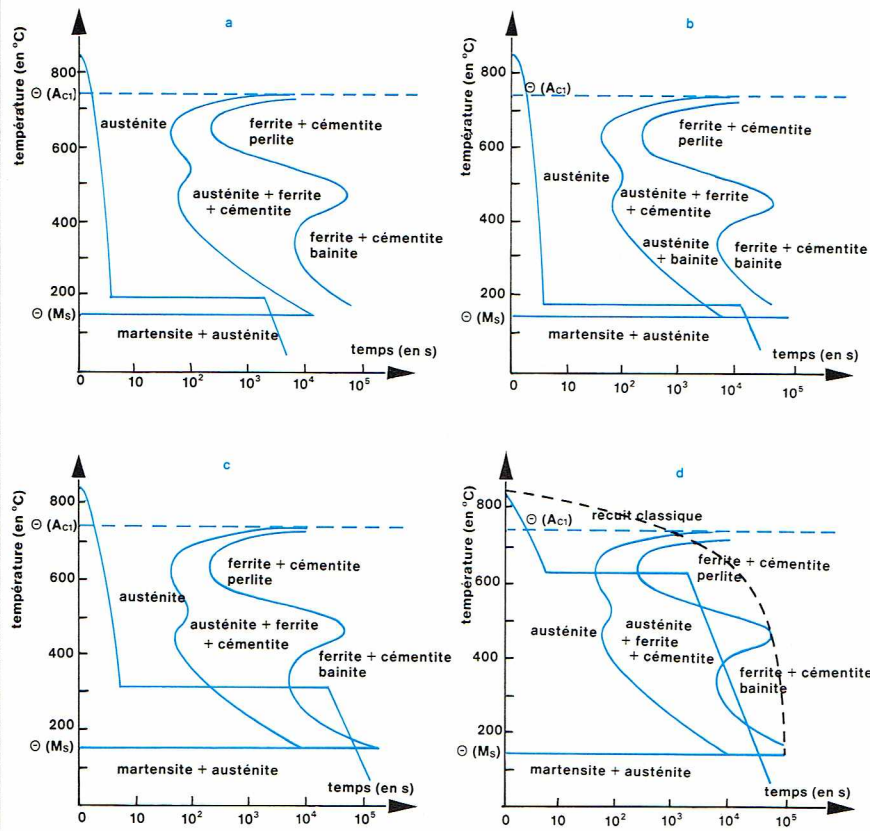 a
température (en °C)
800
Θ (AC1)
600
400
200
Θ (MS)
austénite
ferrite + cémentite
perlite
austénite + ferrite
+ cémentite
ferrite + cémentite
bainite
martensite + austénite
temps (en s)
0 10 10² 10³ 10⁴ 10⁵
b
température (en °C)
800
Θ (AC1)
600
400
200
Θ (MS)
ferrite + cémentite
perlite
austénite
austénite + ferrite
+ cémentite
austénite
+ bainite
ferrite + cémentite
bainite
martensite + austénite
temps (en s)
0 10 10² 10³ 10⁴ 10⁵
c
température (en °C)
800
Θ (AC1)
600
400
200
Θ (MS)
ferrite + cémentite
perlite
austénite
austénite + ferrite
+ cémentite
ferrite + cémentite
bainite
martensite + austénite
temps (en s)
0 10 10² 10³ 10⁴ 10⁵
d
température (en °C)
800
Θ (AC1)
600
400
200
Θ (MS)
recuit classique
ferrite + cémentite
perlite
austénite
austénite
+ ferrite
+ cémentite
ferrite + cémentite
bainite
martensite + austénite
temps (en s)
0 10 10² 10³ 10⁴ 10⁵